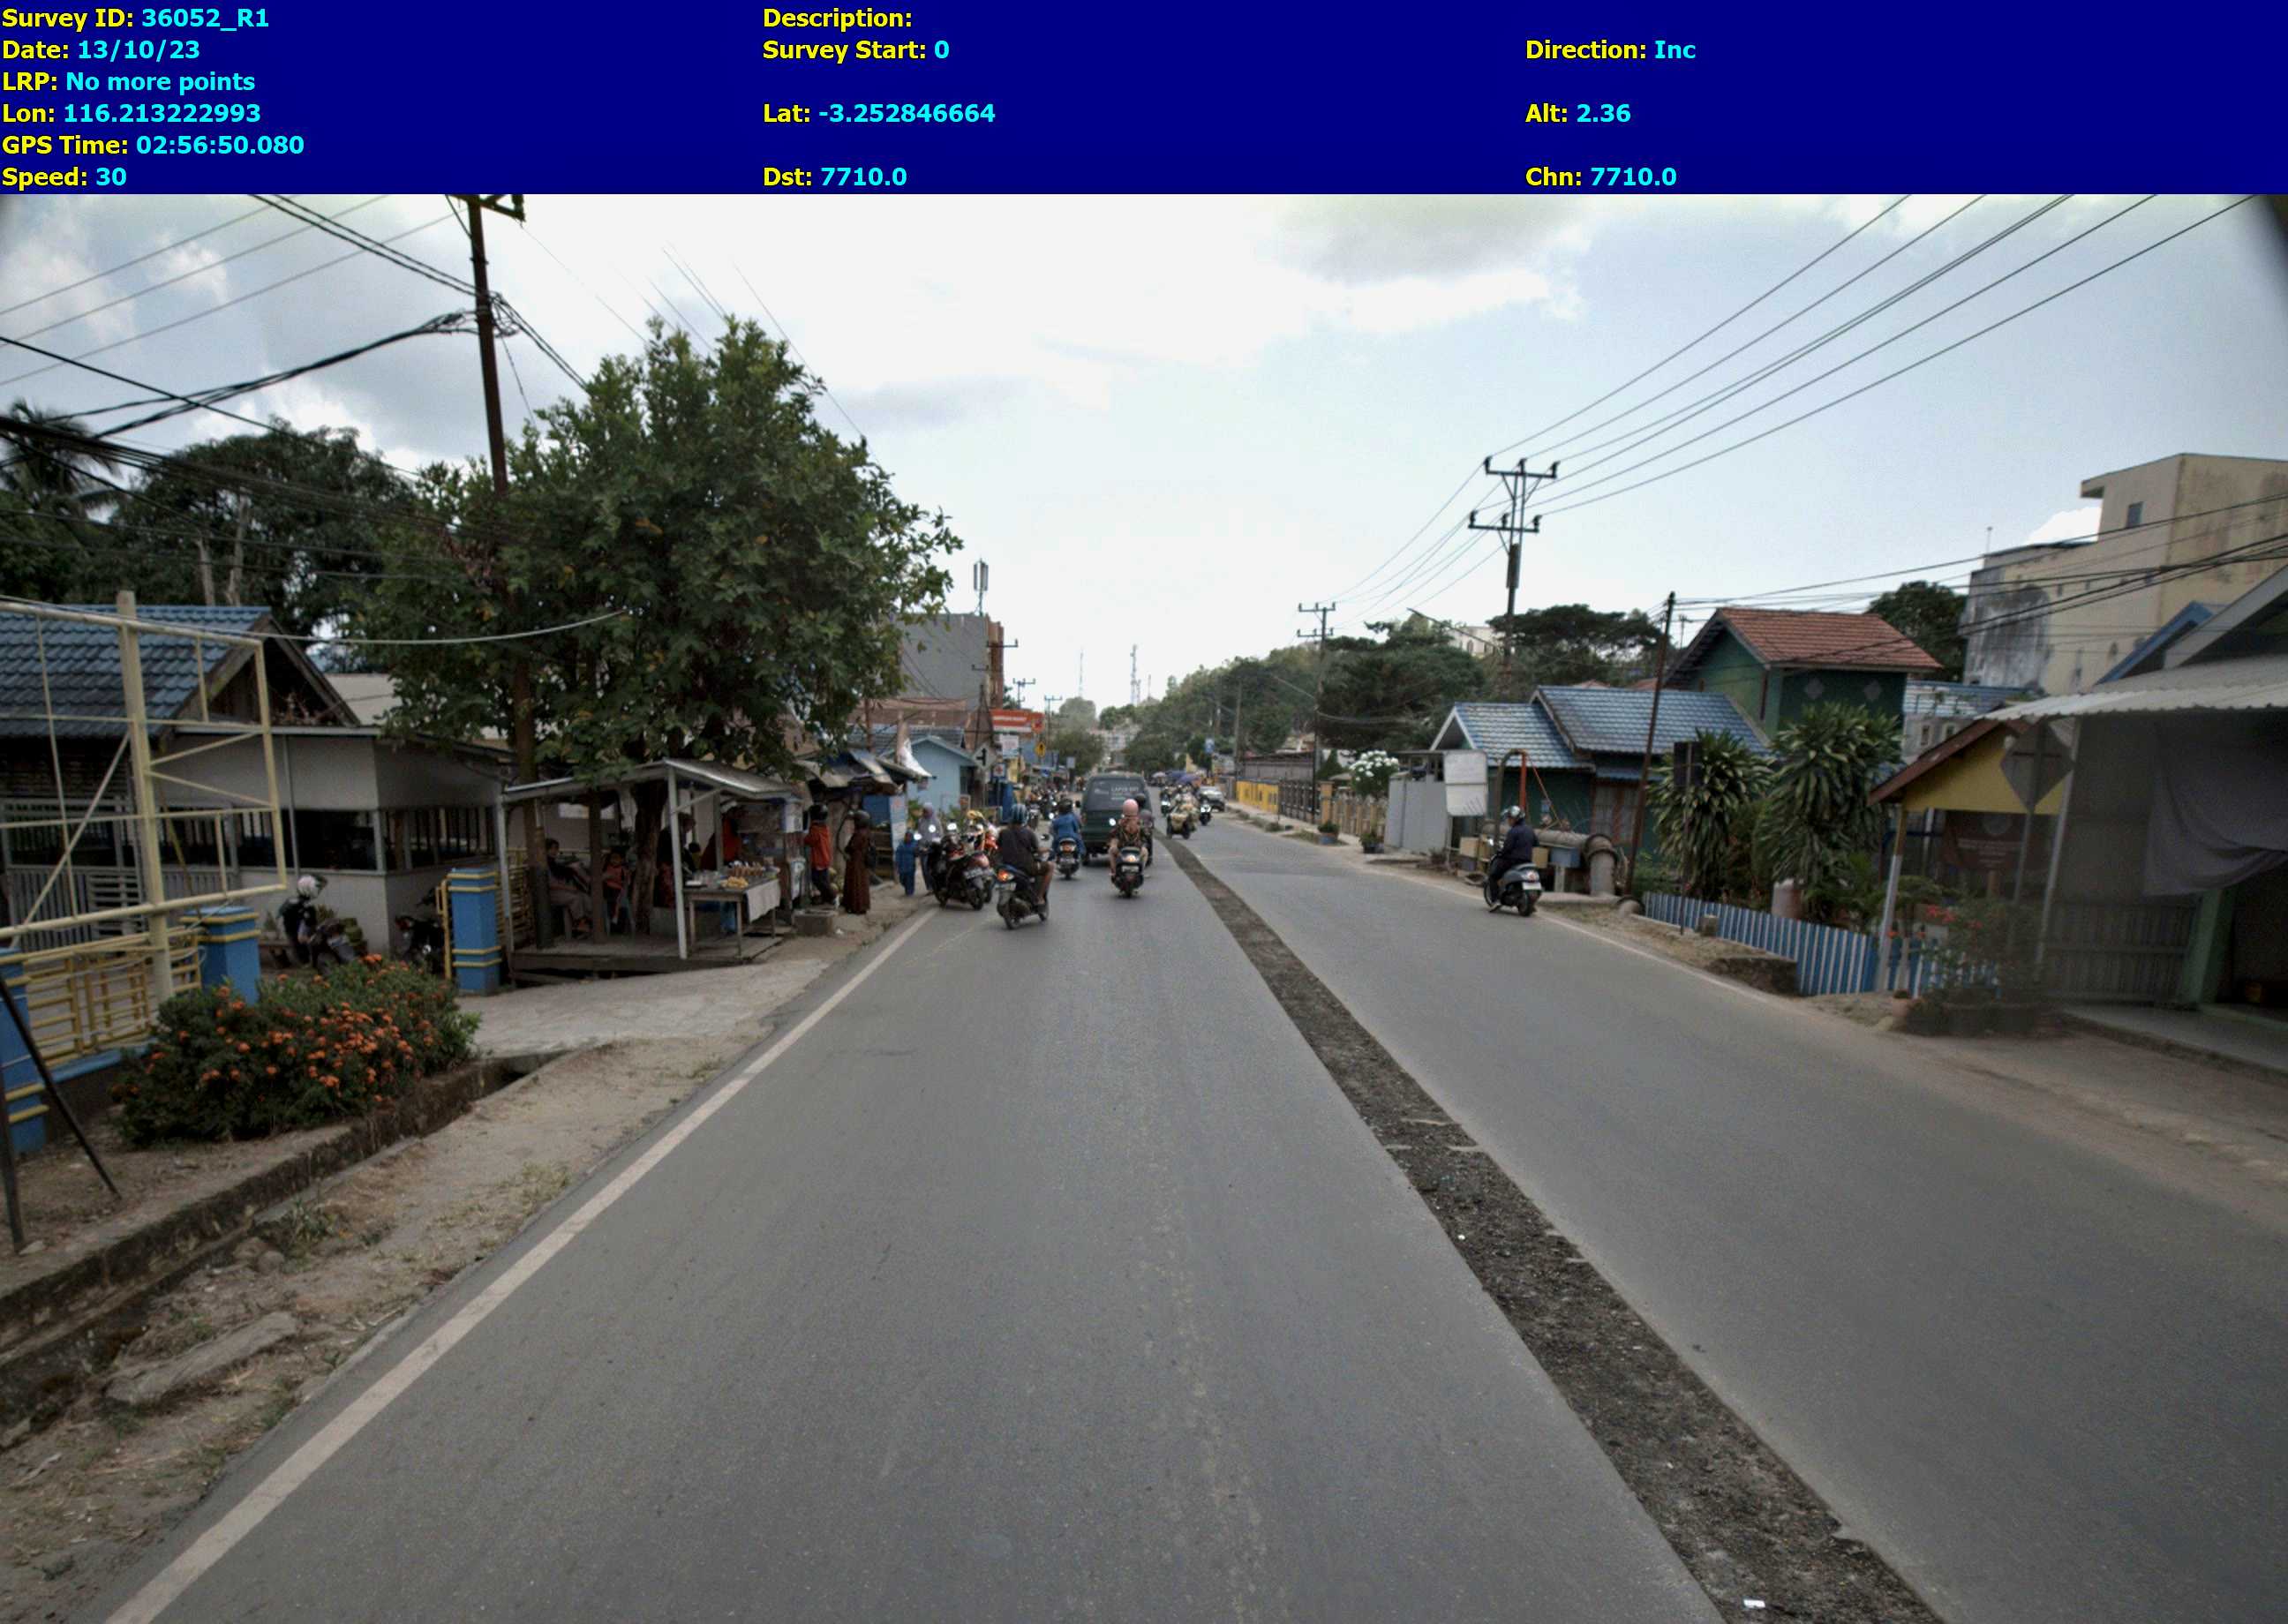 Survey ID: 36052_R1
Description:
Date: 13/10/23
Survey Start: 0
Direction: Inc
LRP: No more points
Lon: 116.213222993
Lat: -3.252846664
Alt: 2.36
GPS Time: 02:56:50.080
Speed: 30
Dst: 7710.0
Chn: 7710.0